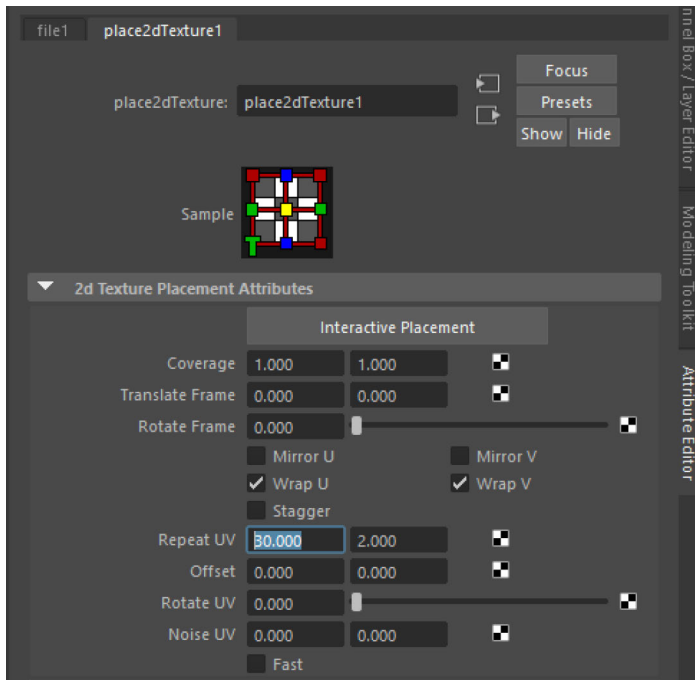 file1 place2dTexture1
place2dTexture: place2dTexture1
Focus
Presets
Show Hide
Sample
2d Texture Placement Attributes
Interactive Placement
Coverage 1.000 1.000
Translate Frame 0.000 0.000
Rotate Frame 0.000
Mirror U Mirror V
Wrap U Wrap V
Stagger
Repeat UV 30.000 2.000
Offset 0.000 0.000
Rotate UV 0.000
Noise UV 0.000 0.000
Fast
nnel Box / Layer Editor
Modeling Toolkit
Attribute Editor